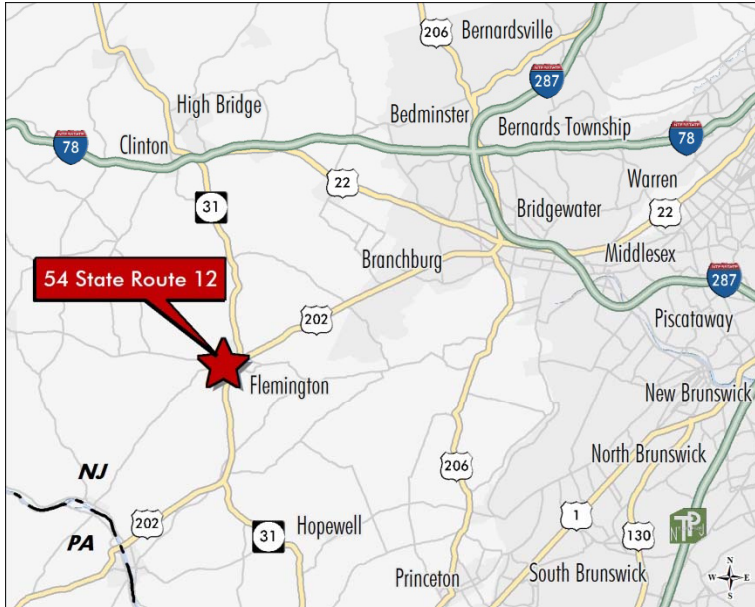 206
Bernardsville
287
High Bridge
Bedminster
Bernards Township
78
Clinton
78
22
Warren
31
22
Bridgewater
Branchburg
Middlesex
54 State Route 12
287
202
Piscataway
Flemington
New Brunswick
North Brunswick
NJ
206
202
PA
1
31
Hopewell
130
N
W E
S
Princeton
South Brunswick